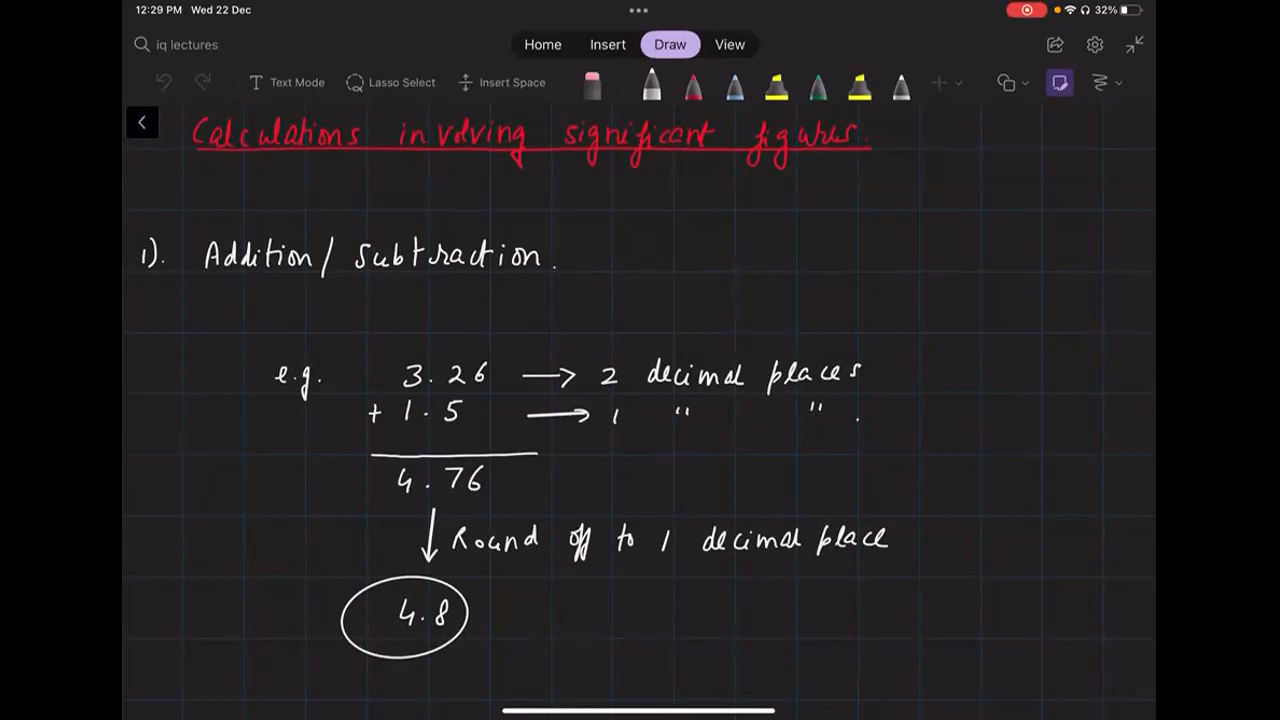 12:29 PM Wed 22 Dec
32%
iq lectures
Home Insert Draw View
Text Mode Lasso Select Insert Space
Calculations involving significant figures.
1). Addition/ Subtraction.
e.g. 3.26 → 2 decimal places
+ 1.5 → 1 " " .
4.76
↓ Round off to 1 decimal place
4.8